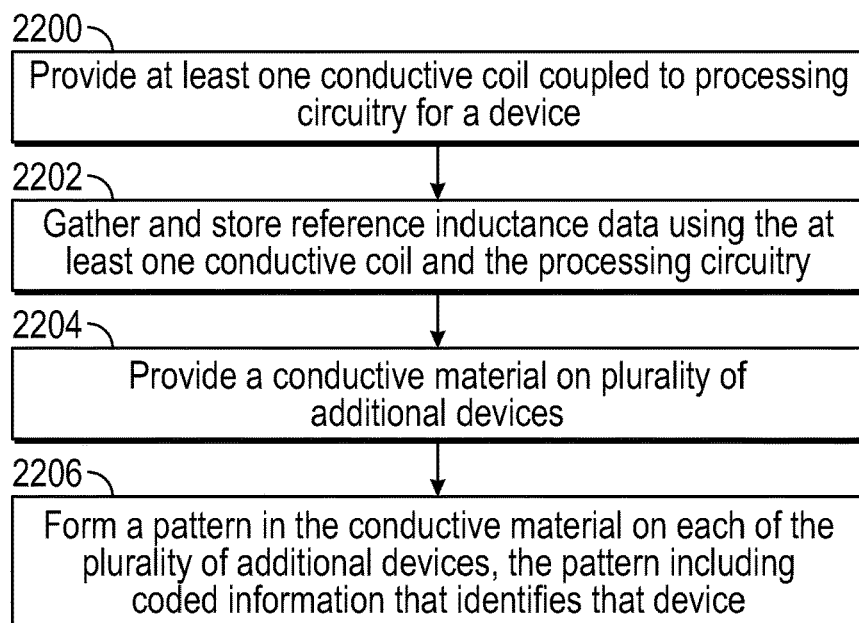 2200
Provide at least one conductive coil coupled to processing
circuitry for a device
2202
Gather and store reference inductance data using the at
least one conductive coil and the processing circuitry
2204
Provide a conductive material on plurality of
additional devices
2206
Form a pattern in the conductive material on each of the
plurality of additional devices, the pattern including
coded information that identifies that device